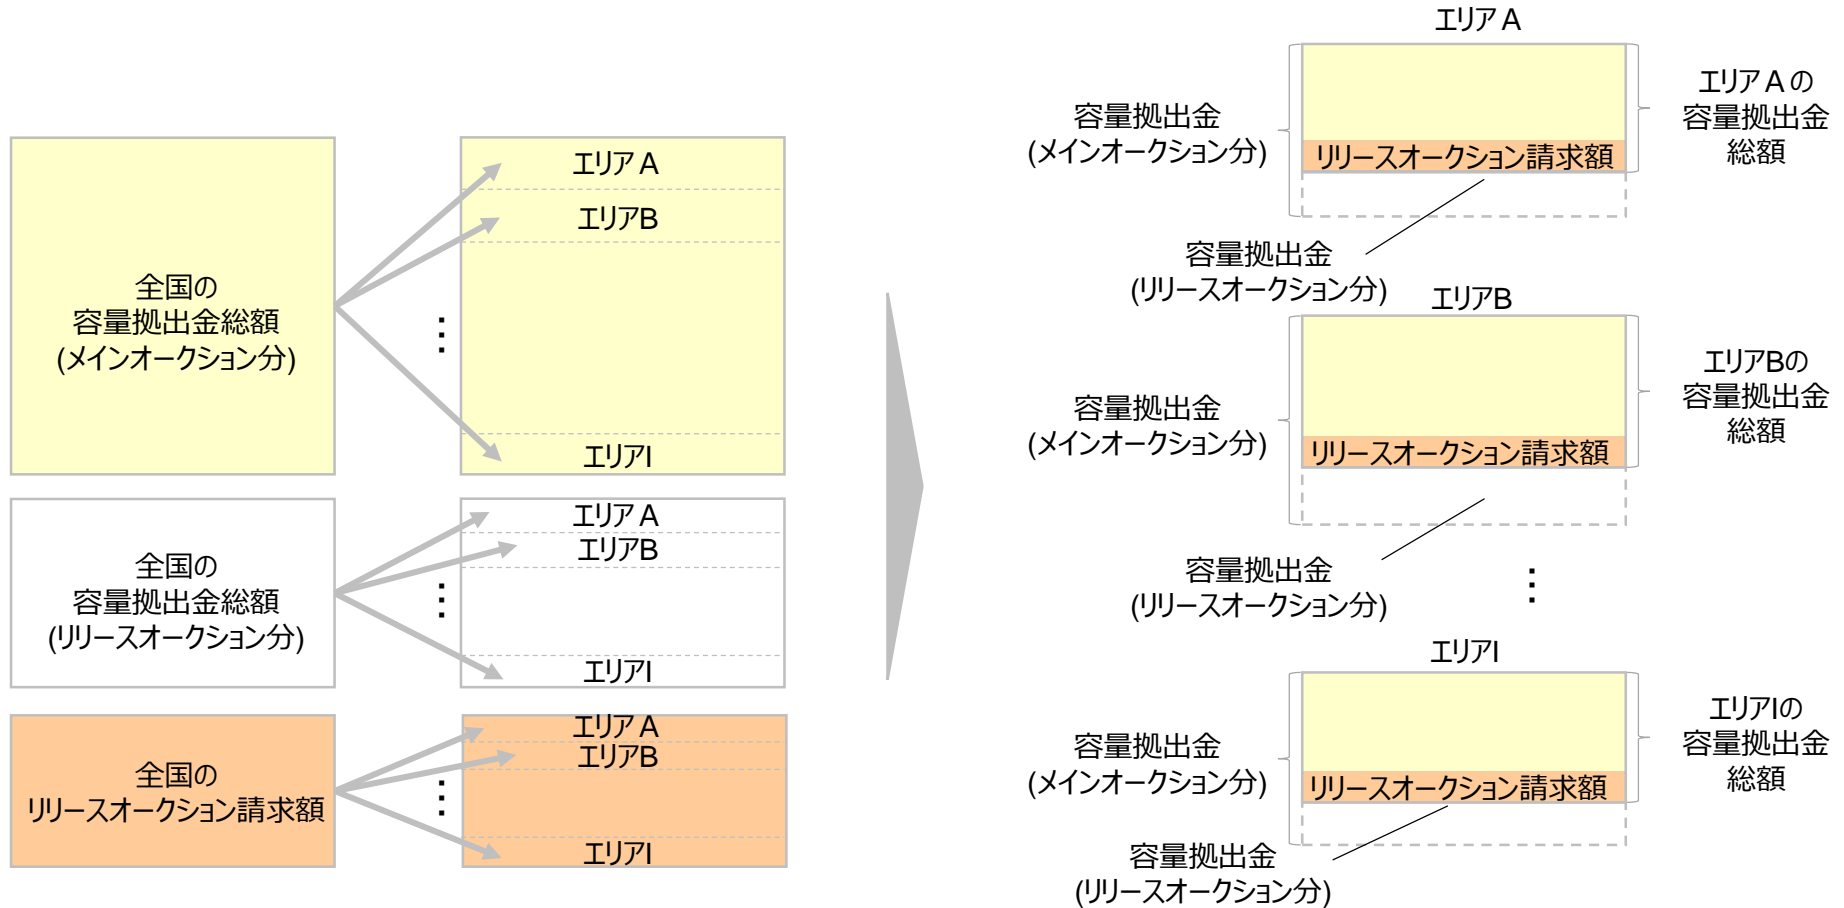 全国の
容量拠出金総額
(メインオークション分)
エリア A
エリアB
⋮
エリアI
全国の
容量拠出金総額
(リリースオークション分)
エリア A
エリアB
⋮
エリアI
全国の
リリースオークション請求額
エリア A
エリアB
⋮
エリアI
エリア A
容量拠出金
(メインオークション分)
リリースオークション請求額
エリア A の
容量拠出金
総額
容量拠出金
(リリースオークション分)
エリアB
容量拠出金
(メインオークション分)
リリースオークション請求額
エリアBの
容量拠出金
総額
容量拠出金
(リリースオークション分)
⋮
エリアI
容量拠出金
(メインオークション分)
リリースオークション請求額
エリアIの
容量拠出金
総額
容量拠出金
(リリースオークション分)